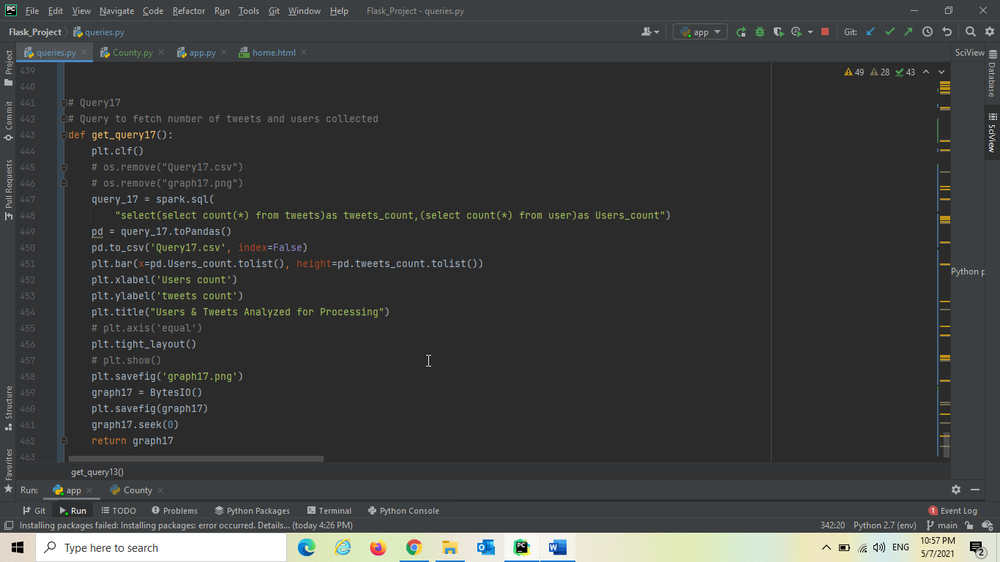 File Edit View Navigate Code Refactor Run Tools Git Window Help Flask_Project - queries.py
Flask_Project queries.py app Git:
queries.py County.py app.py home.html SciView
49 28 43
439
440
441 # Query17
442 # Query to fetch number of tweets and users collected
443 def get_query17():
444 plt.clf()
445 # os.remove("Query17.csv")
446 # os.remove("graph17.png")
447 query_17 = spark.sql(
448 "select(select count(*) from tweets)as tweets_count,(select count(*) from user)as Users_count")
449 pd = query_17.toPandas()
450 pd.to_csv('Query17.csv', index=False)
451 plt.bar(x=pd.Users_count.tolist(), height=pd.tweets_count.tolist())
452 plt.xlabel('Users count')
453 plt.ylabel('tweets count')
454 plt.title("Users & Tweets Analyzed for Processing")
455 # plt.axis('equal')
456 plt.tight_layout()
457 # plt.show()
458 plt.savefig('graph17.png')
459 graph17 = BytesIO()
460 plt.savefig(graph17)
461 graph17.seek(0)
462 return graph17
463
get_query13()
Project
Commit
Pull Requests
Structure
Favorites
Database
SciView
Python p
Run: app County
Git Run TODO Problems Python Packages Terminal Python Console 1 Event Log
Installing packages failed: Installing packages: error occurred. Details... (today 4:26 PM) 342:20 Python 2.7 (env) main
Type here to search ENG 10:57 PM
5/7/2021 2